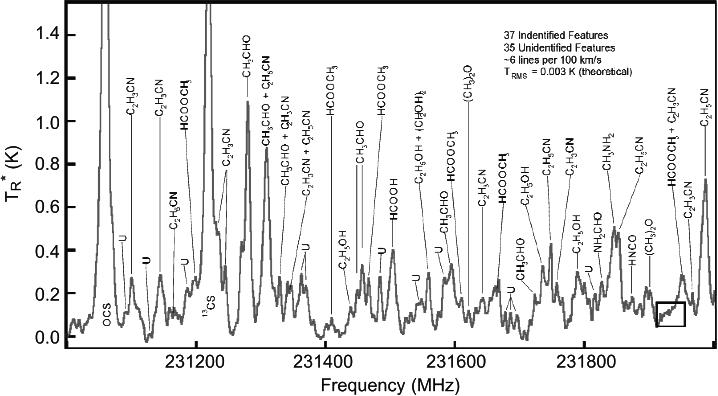 37 Indentified Features
35 Unidentified Features
~6 lines per 100 km/s
T_RMS = 0.003 K (theoretical)
1.4
1.2
1.0
0.8
0.6
0.4
0.2
0.0
T_R* (K)
OCS
U
C₂H₃CN
U
C₂H₃CN
C₂H₅CN
U
HCOOCH₃
¹³CS
C₂H₅CN
CH₃CHO
CH₃CHO + C₂H₅CN
CH₃CHO + C₂H₃CN
C₂H₃CN + C₂H₅CN
U
HCOOCH₃
C₂H₅OH
CH₃CHO
HCOOCH₃
U
HCOOH
U
C₂H₅OH + (CH₂OH)₂
U
CH₃CHO
HCOOCH₃
(CH₃)₂O
C₂H₃CN
HCOOCH₃
U
CH₃CHO
C₂H₅OH
C₂H₅CN
C₂H₃CN
C₂H₅OH
U
NH₂CHO
CH₃NH₂
C₂H₅CN
HNCO
(CH₃)₂O
HCOOCH₃ + C₂H₃CN
C₂H₅CN
C₂H₅CN
231200
231400
231600
231800
Frequency (MHz)